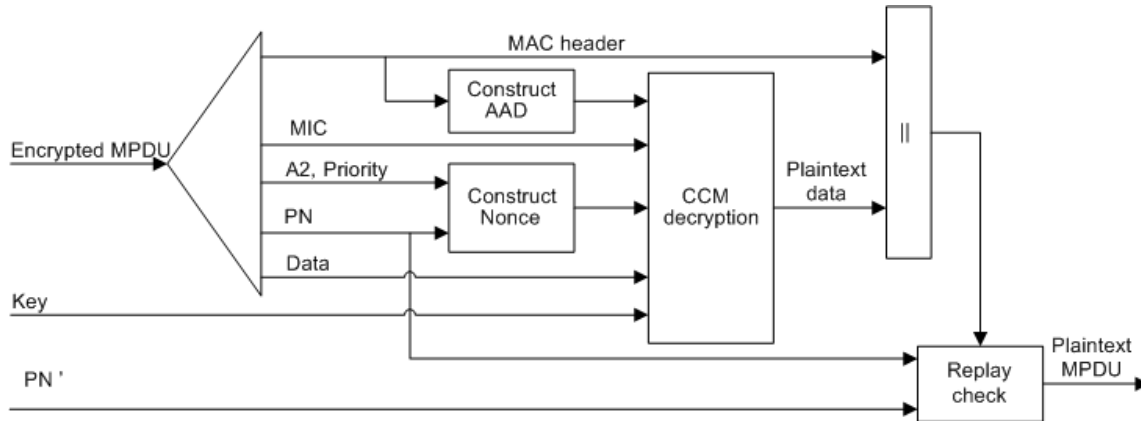 MAC header
Construct
AAD
MIC
Encrypted MPDU
A2, Priority
Construct
Nonce
PN
CCM
decryption
Plaintext
data
||
Data
Key
PN '
Replay
check
Plaintext
MPDU